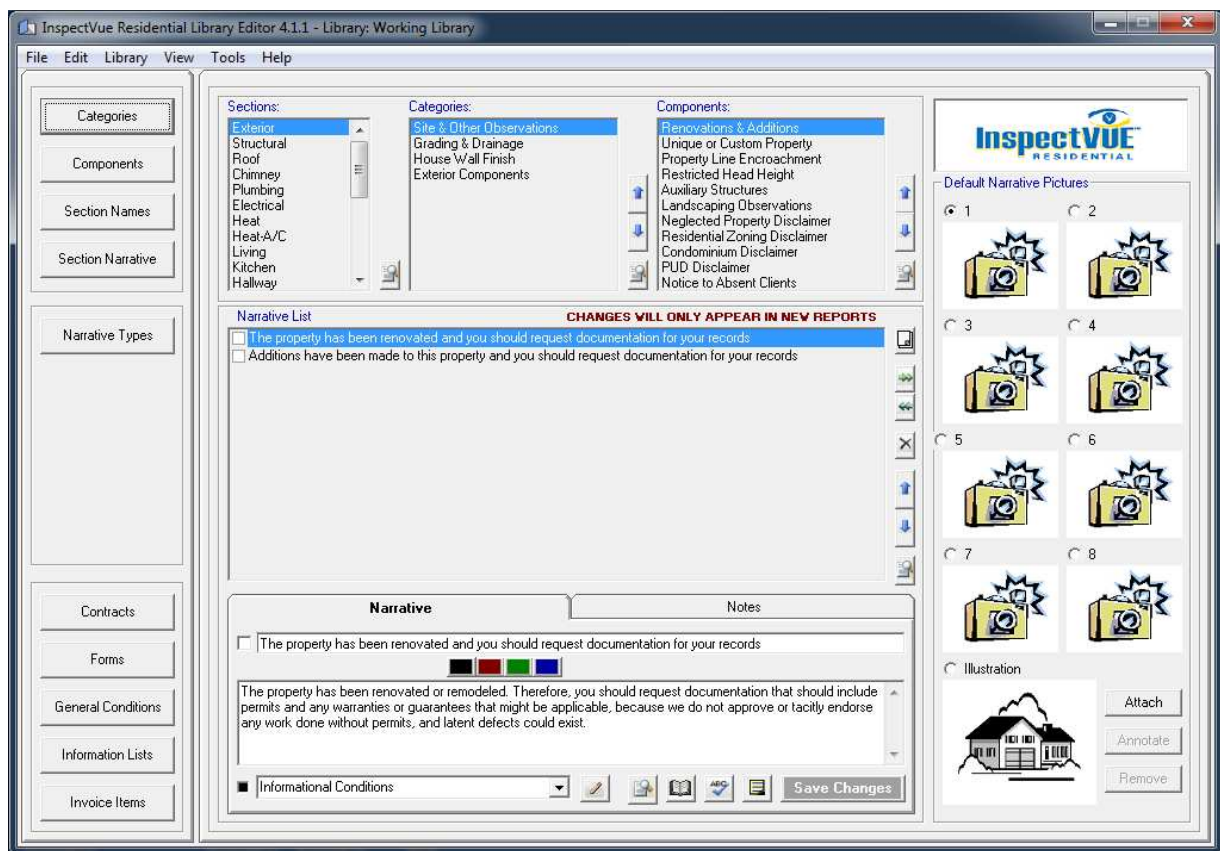 InspectVue Residential Library Editor 4.1.1 - Library: Working Library
File Edit Library View Tools Help
Categories
Components
Section Names
Section Narrative
Narrative Types
Contracts
Forms
General Conditions
Information Lists
Invoice Items
Sections:
Exterior
Structural
Roof
Chimney
Plumbing
Electrical
Heat
Heat-A/C
Living
Kitchen
Hallway
Categories:
Site & Other Observations
Grading & Drainage
House Wall Finish
Exterior Components
Components:
Renovations & Additions
Unique or Custom Property
Property Line Encroachment
Restricted Head Height
Auxiliary Structures
Landscaping Observations
Neglected Property Disclaimer
Residential Zoning Disclaimer
Condominium Disclaimer
PUD Disclaimer
Notice to Absent Clients
Narrative List
CHANGES WILL ONLY APPEAR IN NEW REPORTS
The property has been renovated and you should request documentation for your records
Additions have been made to this property and you should request documentation for your records
Narrative
Notes
The property has been renovated and you should request documentation for your records
The property has been renovated or remodeled. Therefore, you should request documentation that should include
permits and any warranties or guarantees that might be applicable, because we do not approve or tacitly endorse
any work done without permits, and latent defects could exist.
Informational Conditions
ABC
Save Changes
InspectVUE™
RESIDENTIAL
Default Narrative Pictures
1
2
3
4
5
6
7
8
Illustration
Attach
Annotate
Remove